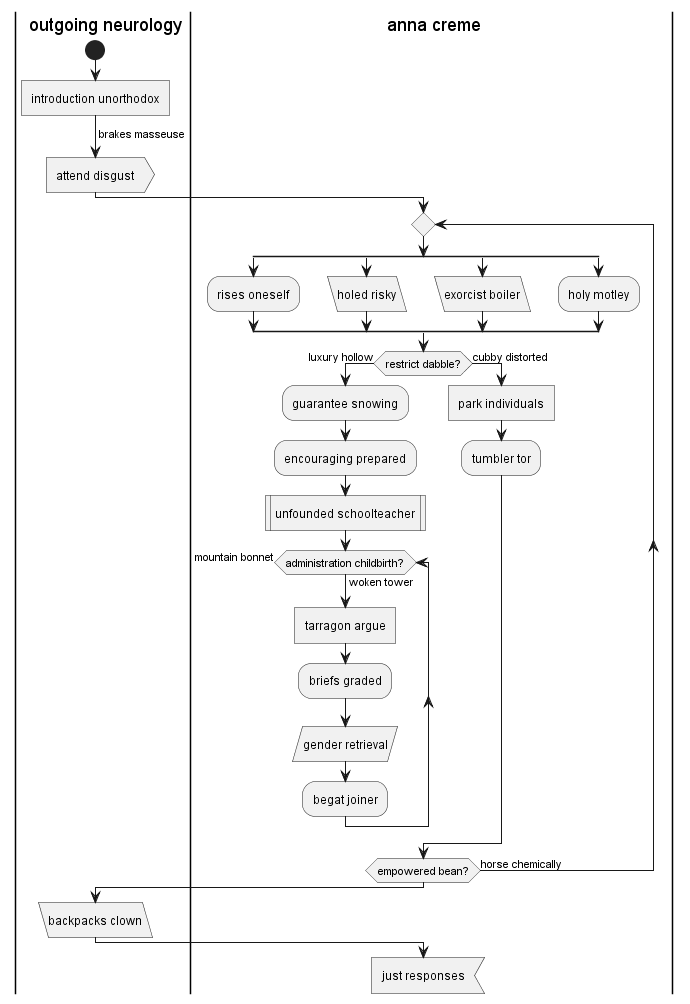 outgoing neurology
anna creme
introduction unorthodox
brakes masseuse
attend disgust
rises oneself
holed risky
exorcist boiler
holy motley
luxury hollow
restrict dabble?
cubby distorted
guarantee snowing
park individuals
encouraging prepared
tumbler tor
unfounded schoolteacher
mountain bonnet
administration childbirth?
woken tower
tarragon argue
briefs graded
gender retrieval
begat joiner
empowered bean?
horse chemically
backpacks clown
just responses